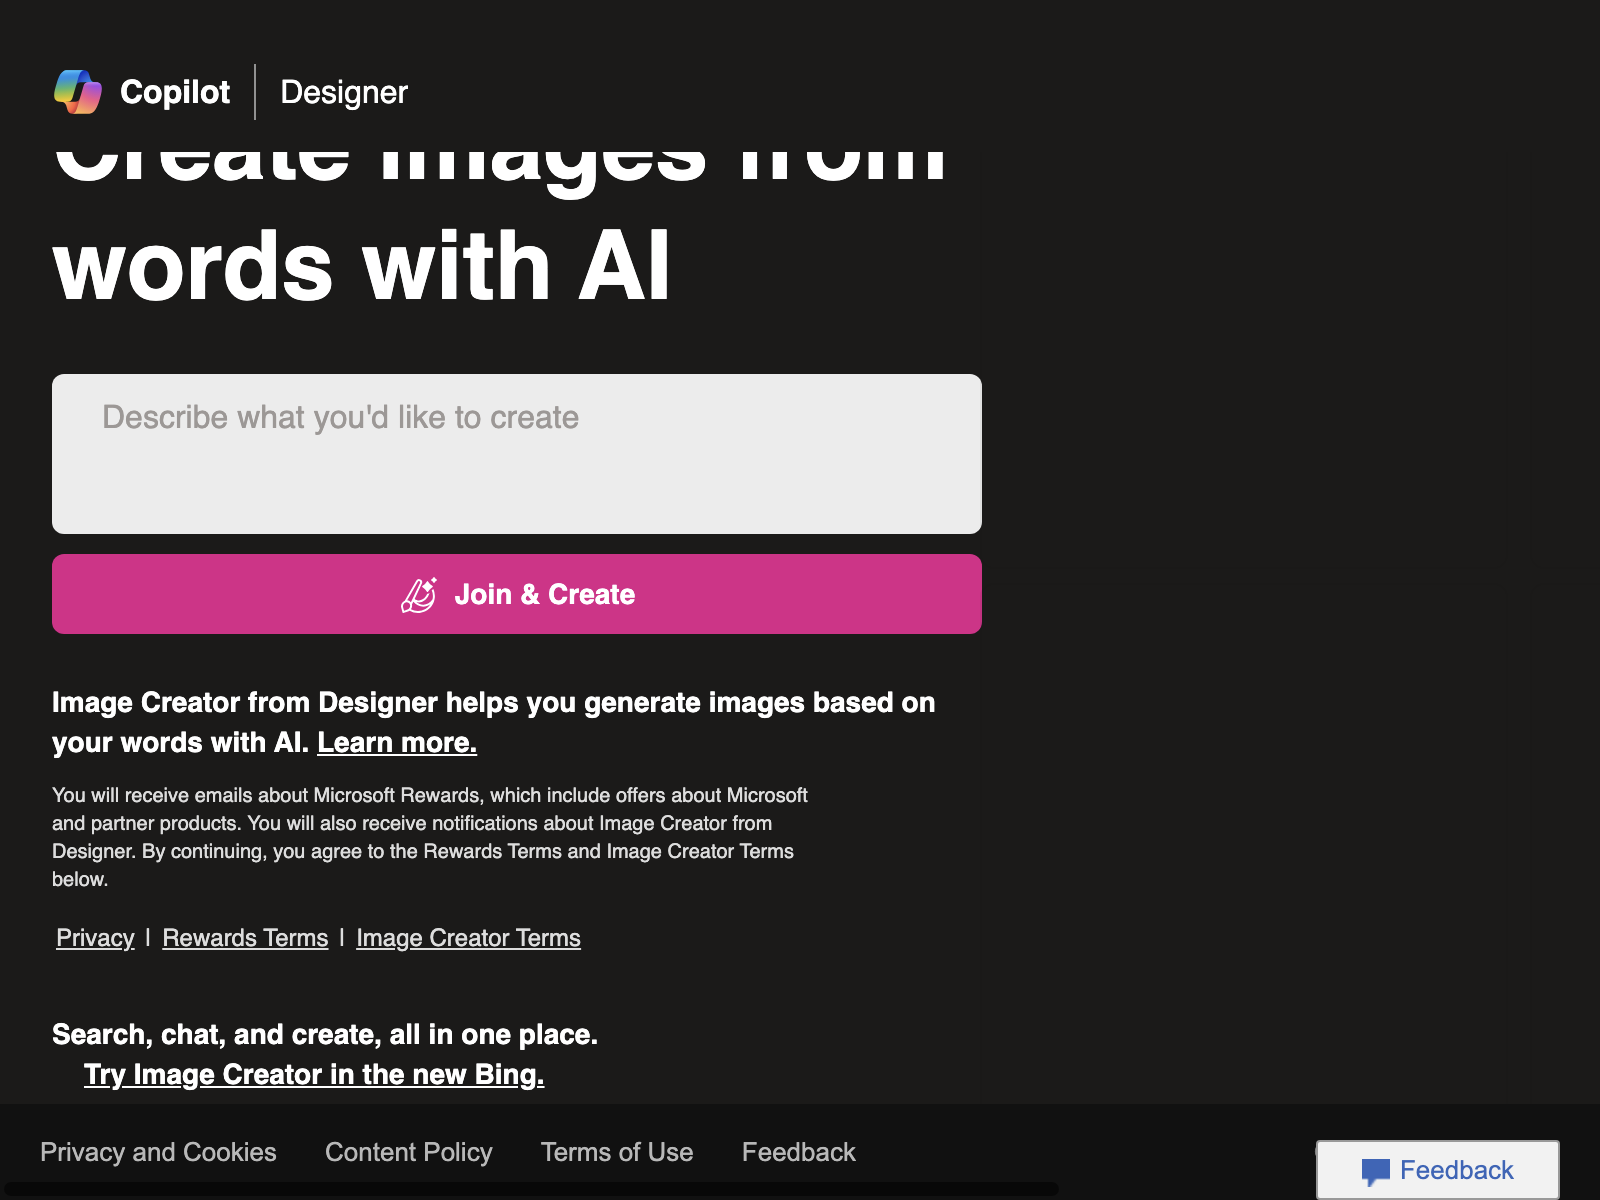 Copilot
Designer
Create images from
words with AI
Describe what you'd like to create
Join & Create
Image Creator from Designer helps you generate images based on
your words with AI. Learn more.
You will receive emails about Microsoft Rewards, which include offers about Microsoft
and partner products. You will also receive notifications about Image Creator from
Designer. By continuing, you agree to the Rewards Terms and Image Creator Terms
below.
Privacy | Rewards Terms | Image Creator Terms
Search, chat, and create, all in one place.
Try Image Creator in the new Bing.
Privacy and Cookies Content Policy Terms of Use Feedback
Feedback